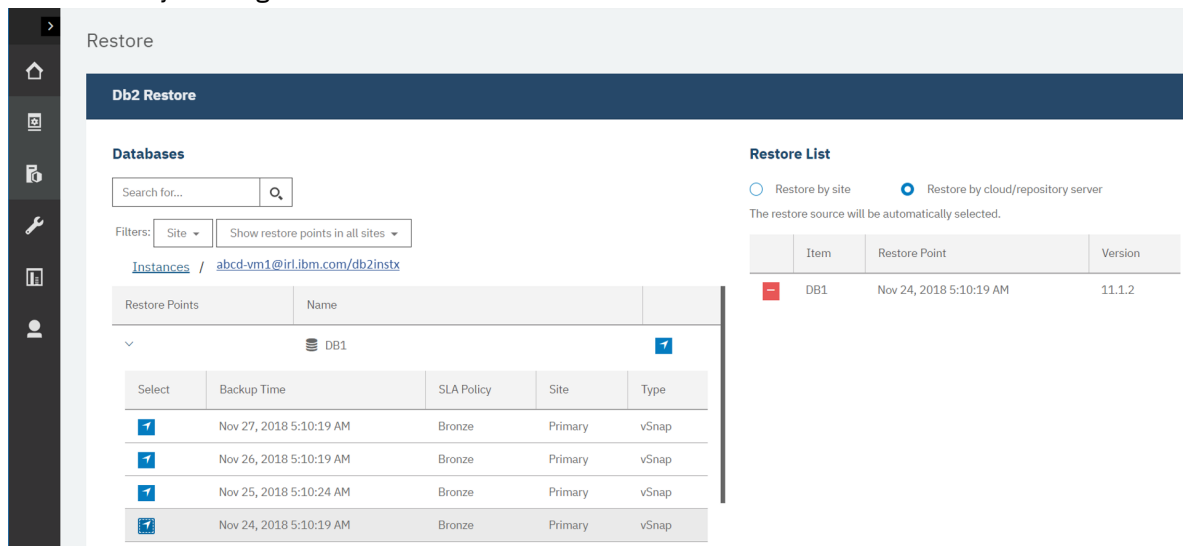 Restore
Db2 Restore
Databases
Search for...
Filters: Site Show restore points in all sites
Instances / abcd-vm1@irl.ibm.com/db2instx
Restore Points Name
DB1
Select Backup Time SLA Policy Site Type
Nov 27, 2018 5:10:19 AM Bronze Primary vSnap
Nov 26, 2018 5:10:19 AM Bronze Primary vSnap
Nov 25, 2018 5:10:24 AM Bronze Primary vSnap
Nov 24, 2018 5:10:19 AM Bronze Primary vSnap
Restore List
Restore by site Restore by cloud/repository server
The restore source will be automatically selected.
Item Restore Point Version
DB1 Nov 24, 2018 5:10:19 AM 11.1.2